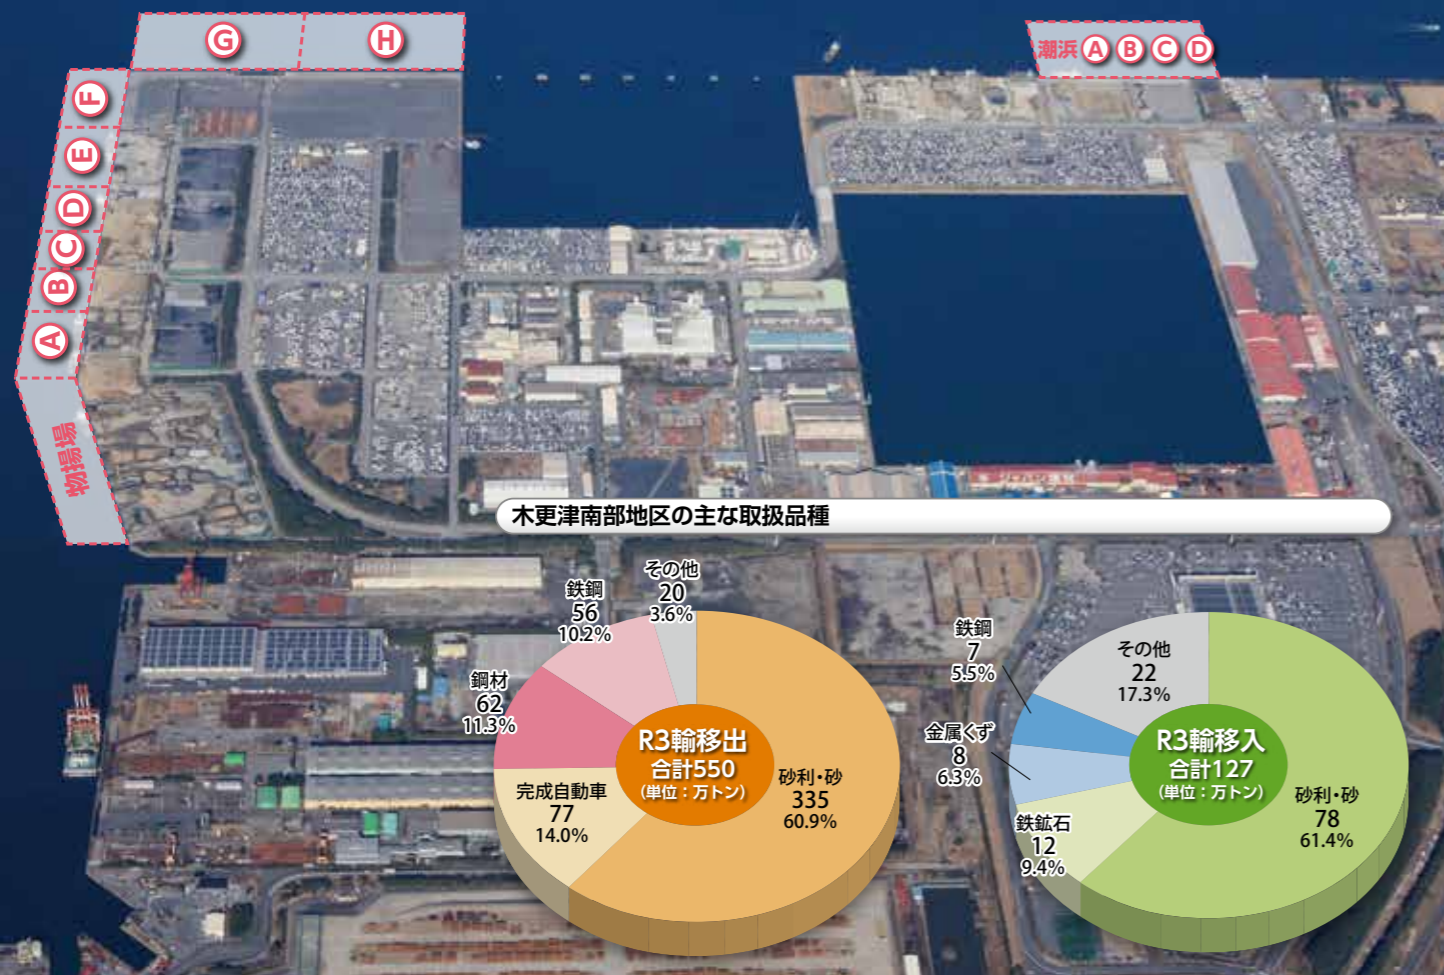 G
H
潮浜 A B C D
F
E
D
C
B
A
物揚場
木更津南部地区の主な取扱品種
その他
20
3.6%
鉄鋼
56
10.2%
鋼材
62
11.3%
完成自動車
77
14.0%
砂利・砂
335
60.9%
R3輸移出
合計550
(単位:万トン)
鉄鋼
7
5.5%
その他
22
17.3%
金属くず
8
6.3%
鉄鉱石
12
9.4%
砂利・砂
78
61.4%
R3輸移入
合計127
(単位:万トン)